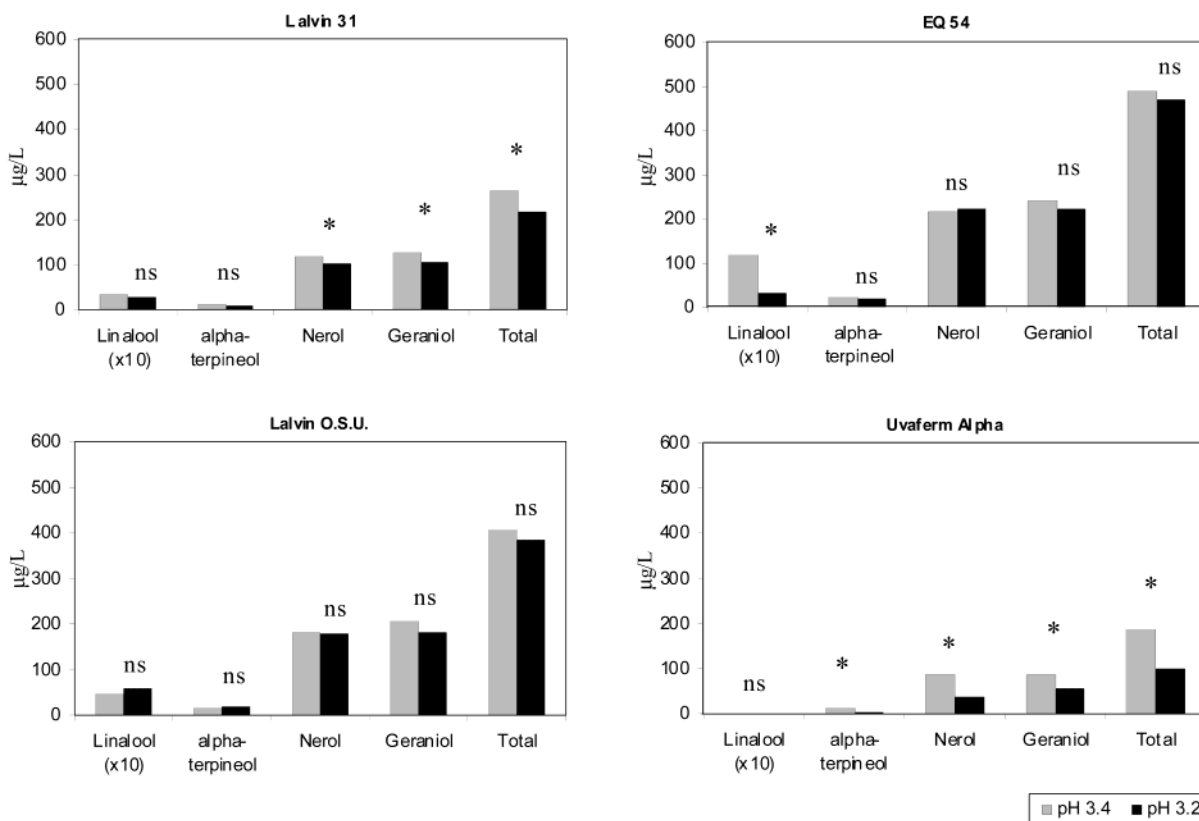 Lalvin 31
600
500
400
300
200
100
0
µg/L
ns
ns
*
*
*
Linalool (x10)
alpha-terpineol
Nerol
Geraniol
Total
EQ 54
600
500
400
300
200
100
0
µg/L
*
ns
ns
ns
ns
Linalool (x10)
alpha-terpineol
Nerol
Geraniol
Total
Lalvin O.S.U.
600
500
400
300
200
100
0
µg/L
ns
ns
ns
ns
ns
Linalool (x10)
alpha-terpineol
Nerol
Geraniol
Total
Uvaferm Alpha
600
500
400
300
200
100
0
µg/L
ns
*
*
*
*
Linalool (x10)
alpha-terpineol
Nerol
Geraniol
Total
pH 3.4 pH 3.2